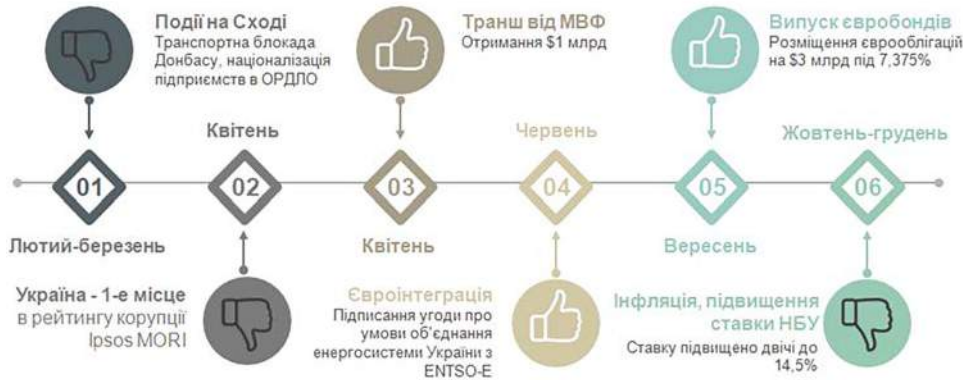 Події на Сході
Транспортна блокада
Донбасу, націоналізація
підприємств в ОРДЛО
Транш від МВФ
Отримання $1 млрд
Випуск євробондів
Розміщення єврооблігацій
на $3 млрд під 7,375%
Квітень
Червень
Жовтень-грудень
01
02
03
04
05
06
Лютий-березень
Квітень
Вересень
Україна - 1-е місце
в рейтингу корупції
Ipsos MORI
Євроінтеграція
Підписання угоди про
умови об'єднання
енергосистеми України з
ENTSO-E
Інфляція, підвищення
ставки НБУ
Ставку підвищено двічі до
14,5%